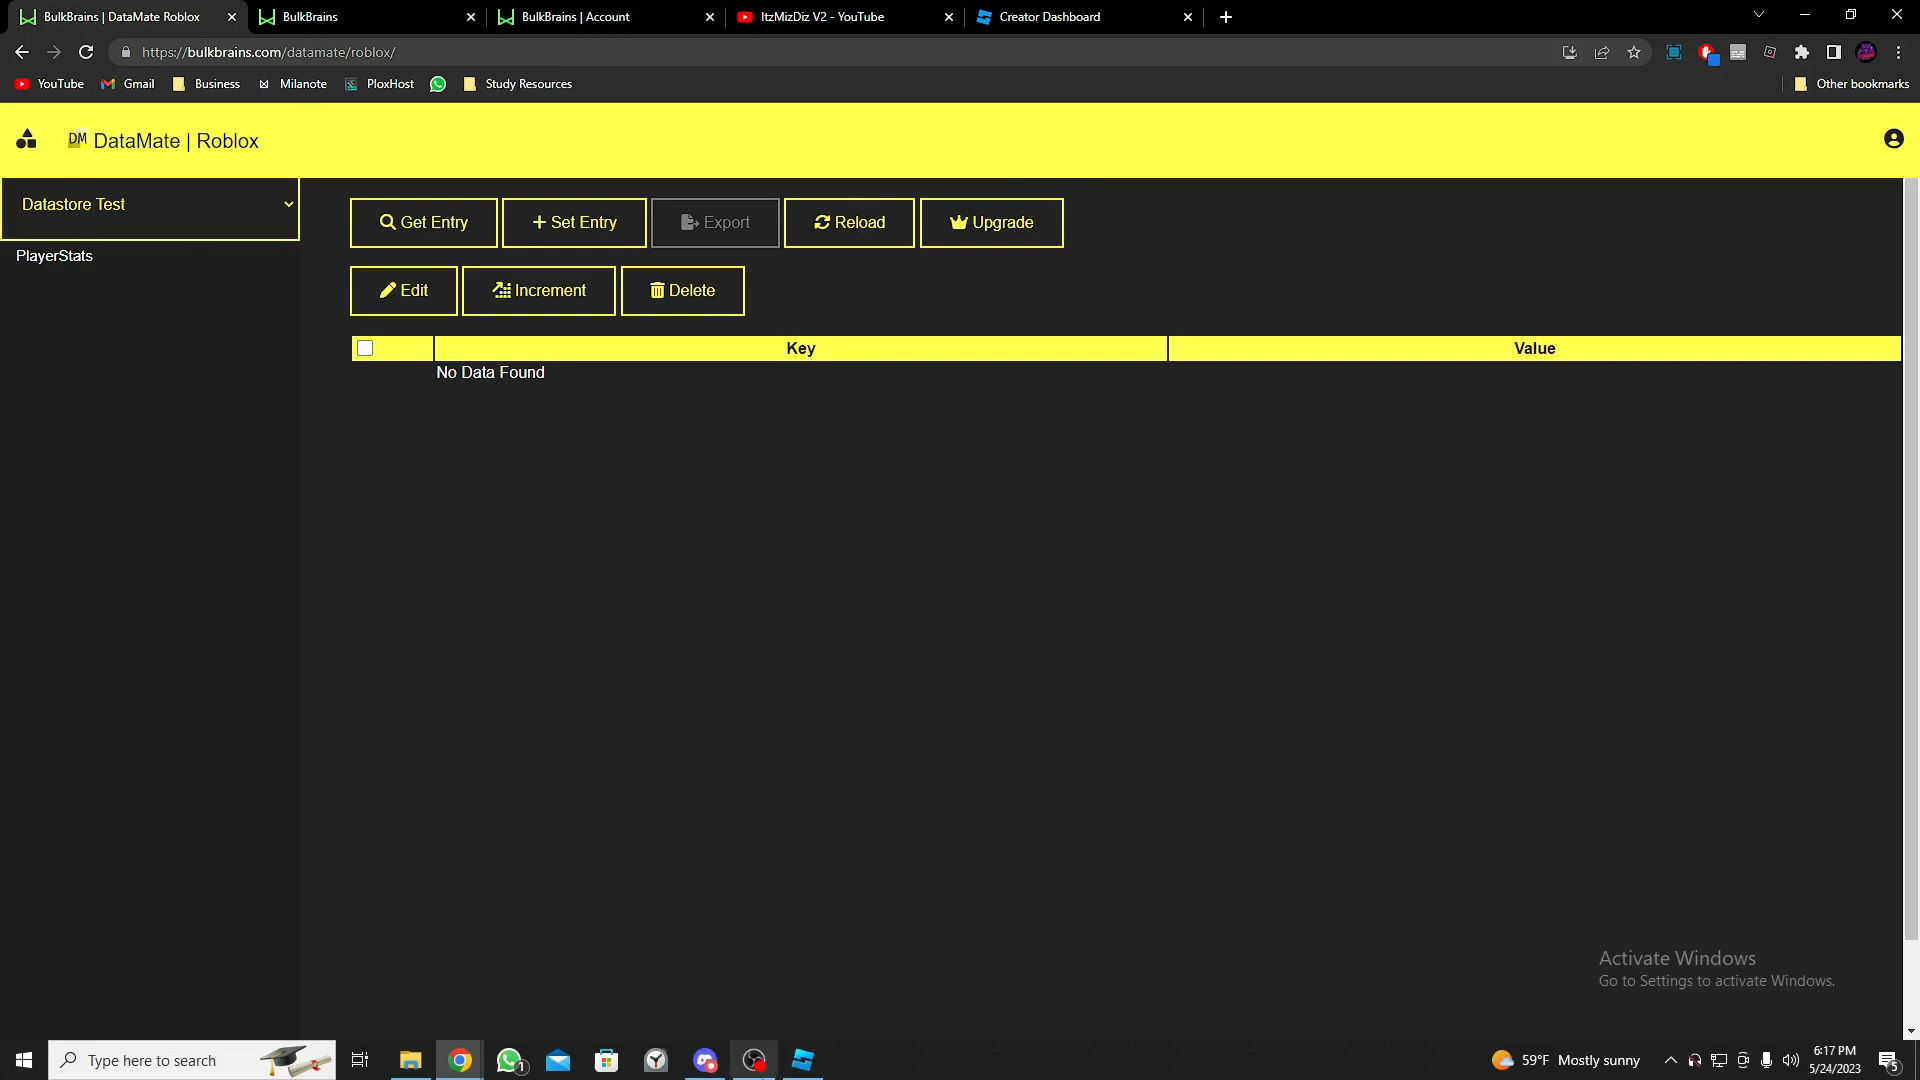 BulkBrains | DataMate Roblox
BulkBrains
BulkBrains | Account
ItzMizDiz V2 - YouTube
Creator Dashboard
https://bulkbrains.com/datamate/roblox/
YouTube
Gmail
Business
Milanote
PloxHost
Study Resources
Other bookmarks
DM DataMate | Roblox
Datastore Test
Get Entry
Set Entry
Export
Reload
Upgrade
PlayerStats
Edit
Increment
Delete
Key
Value
No Data Found
Activate Windows
Go to Settings to activate Windows.
Type here to search
1
59°F Mostly sunny
6:17 PM
5/24/2023
5